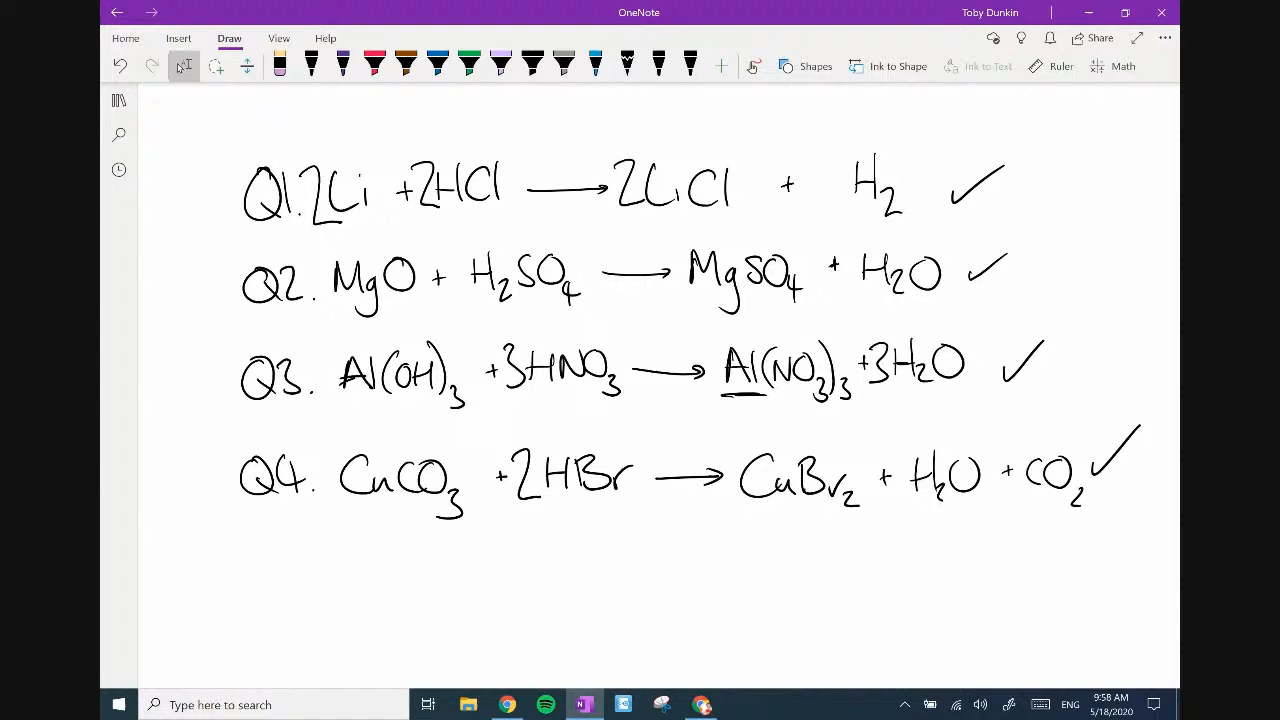 OneNote
Toby Dunkin
Home Insert Draw View Help
Share
Shapes Ink to Shape Ink to Text Ruler Math
Q1. 2Li + 2HCl → 2LiCl + H₂ ✓
Q2. MgO + H₂SO₄ → MgSO₄ + H₂O ✓
Q3. Al(OH)₃ + 3HNO₃ → Al(NO₃)₃ + 3H₂O ✓
Q4. CuCO₃ + 2HBr → CuBr₂ + H₂O + CO₂ ✓
Type here to search
ENG
9:58 AM
5/18/2020